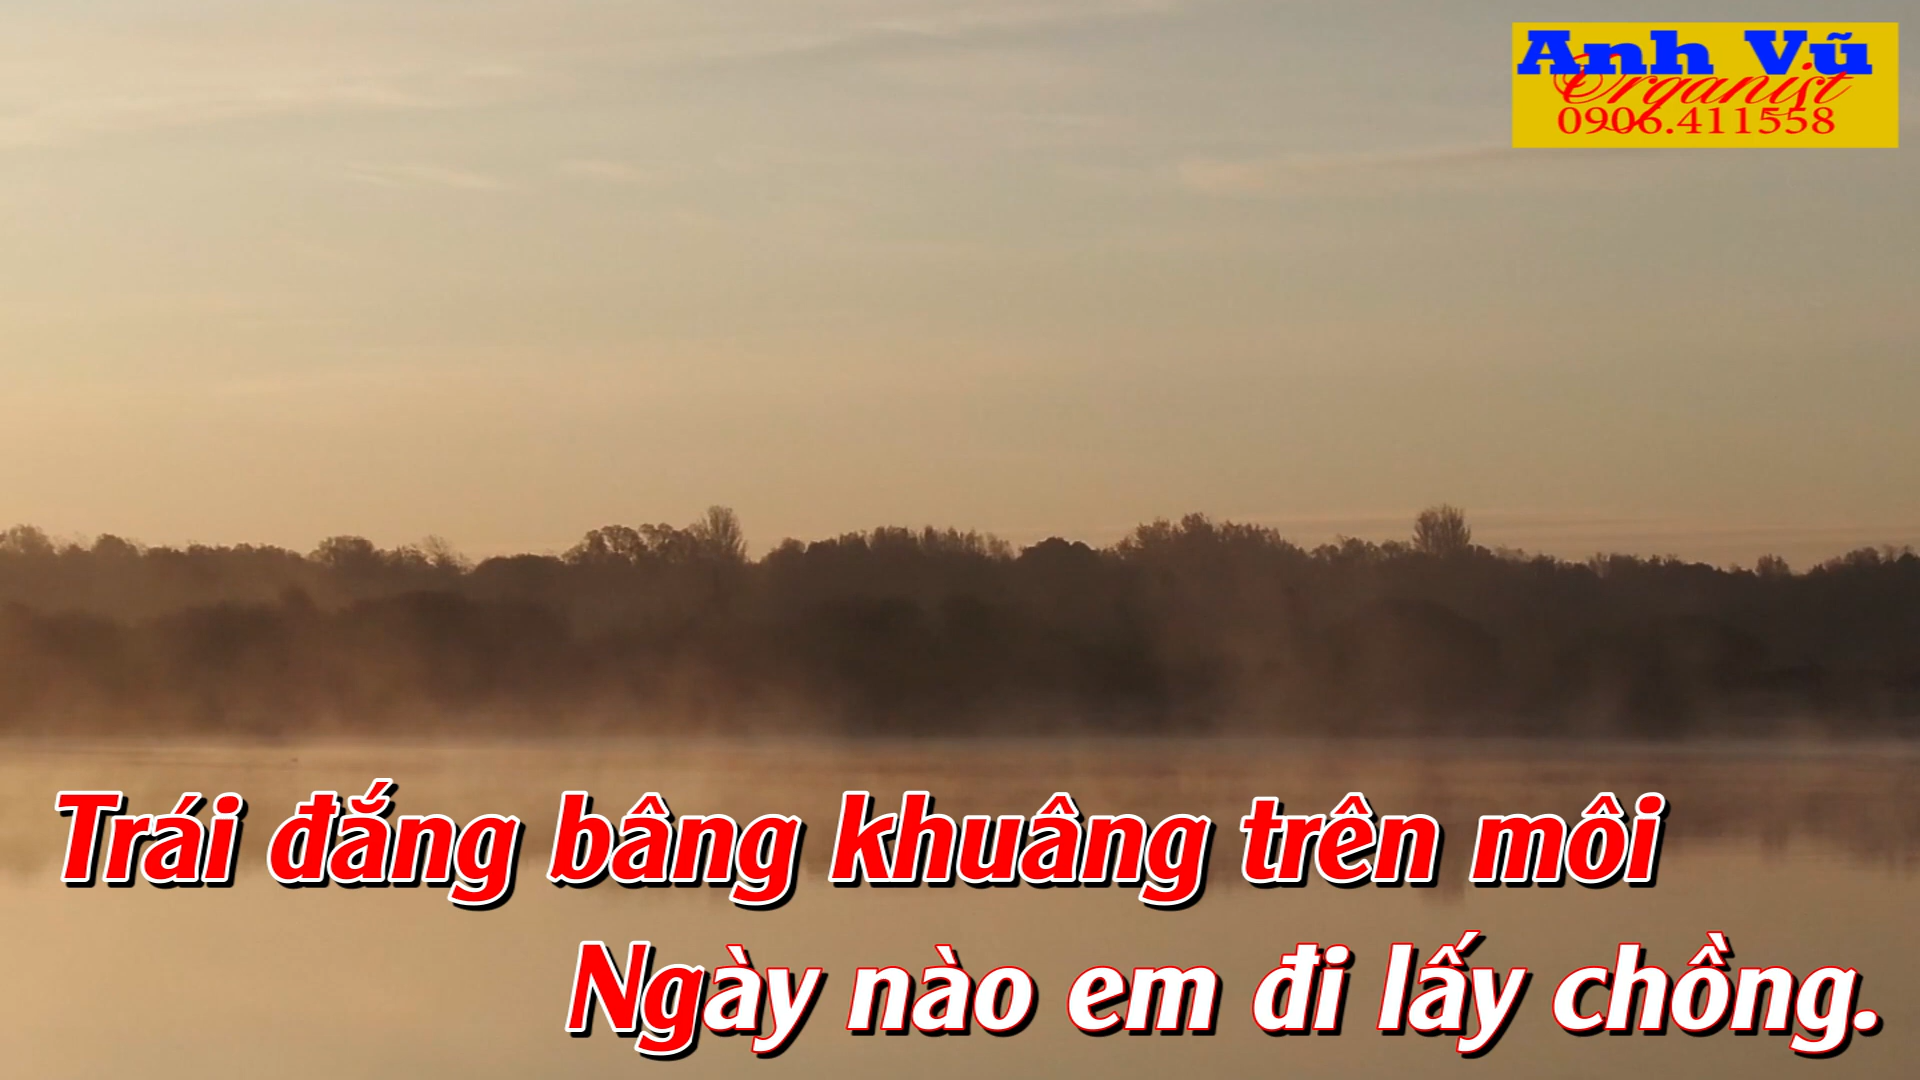 Anh Vũ
Organist
0906.411558
Trái đắng bâng khuâng trên môi
Ngày nào em đi lấy chồng.